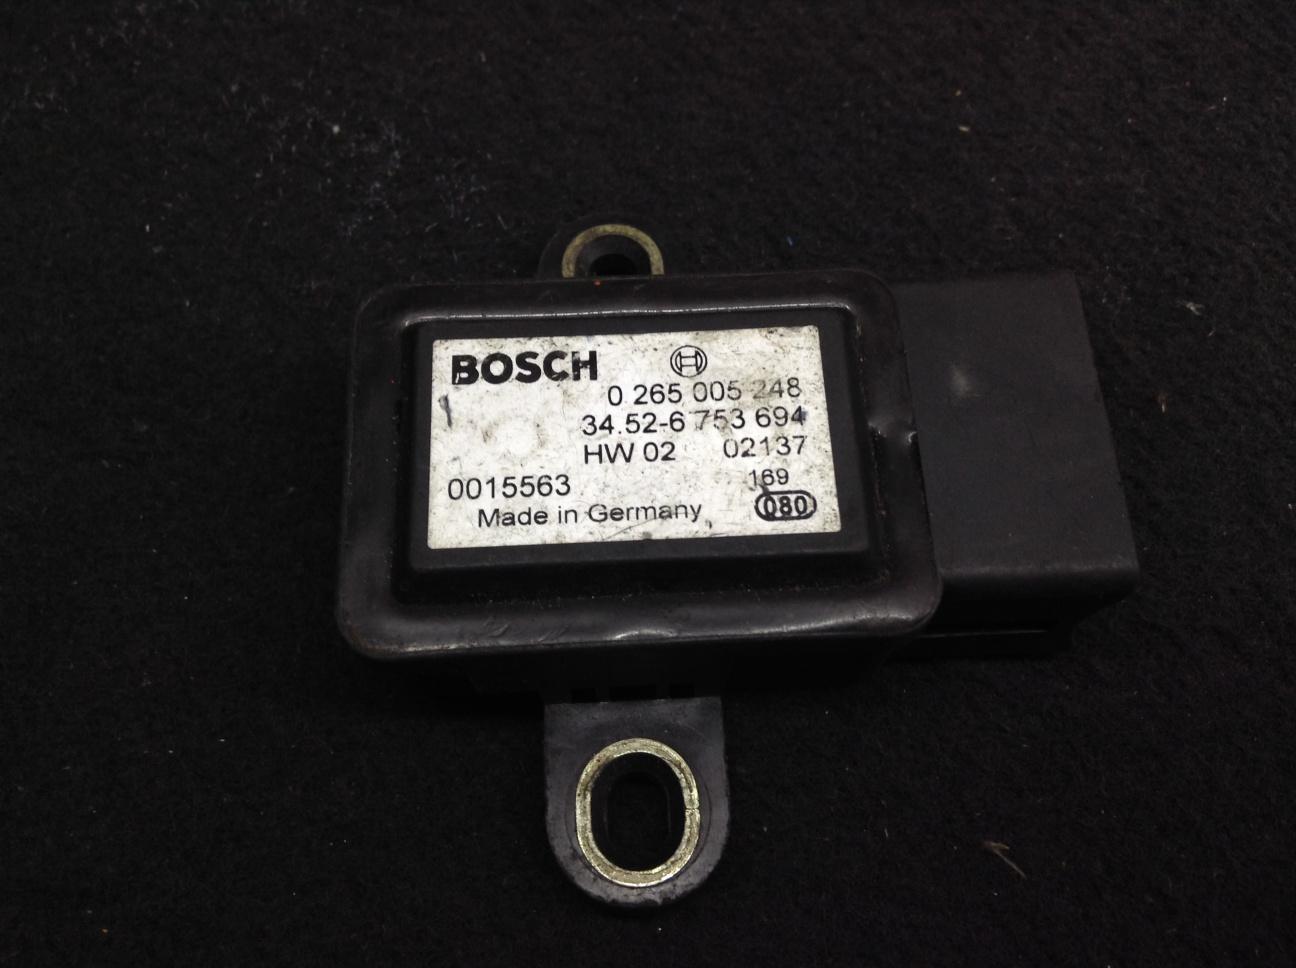 BOSCH
0 265 005 248
34.52-6 753 694
HW 02 02137
0015563 169
Made in Germany 080